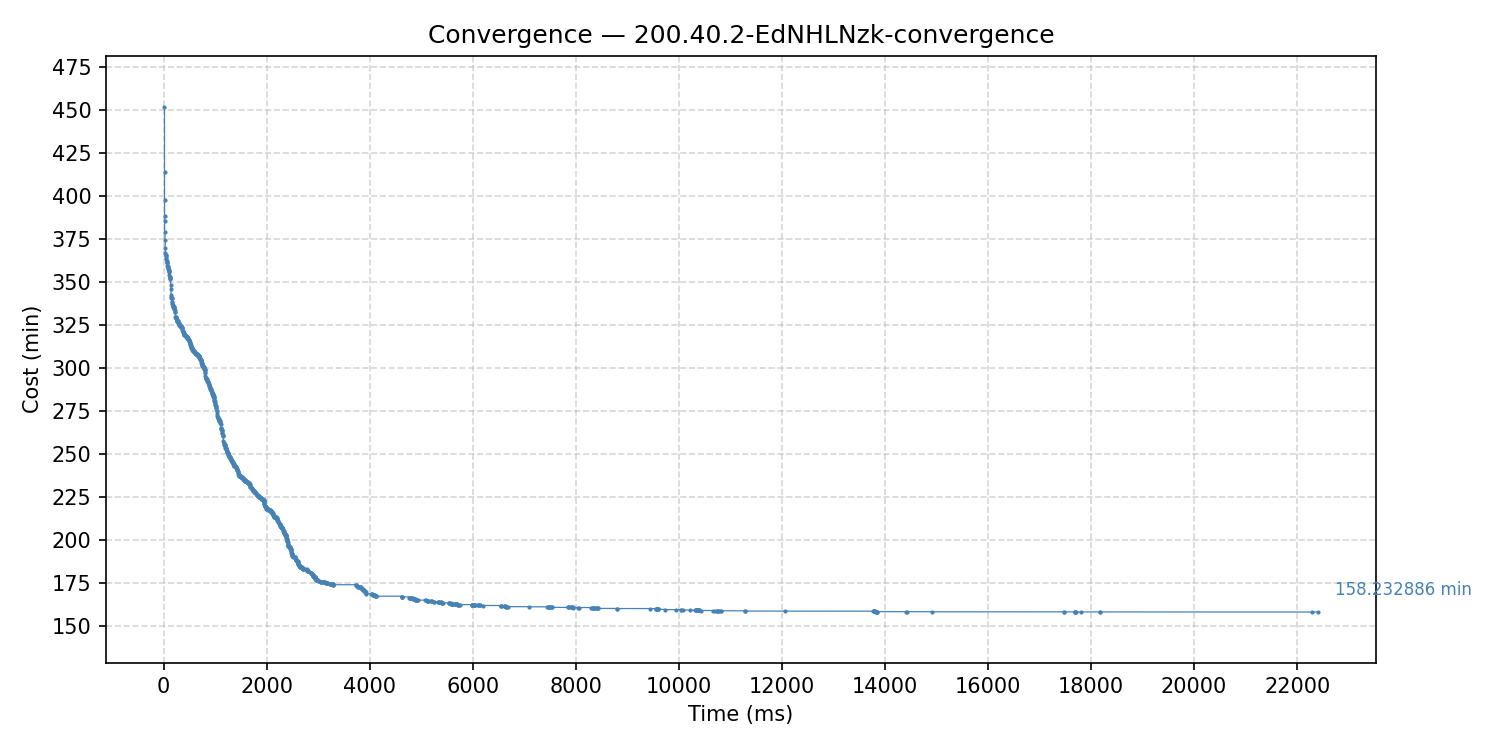 Convergence — 200.40.2-EdNHLNzk-convergence
475
450
425
400
375
350
325
300
275
250
225
200
175
150
Cost (min)
158.232886 min
0 2000 4000 6000 8000 10000 12000 14000 16000 18000 20000 22000
Time (ms)